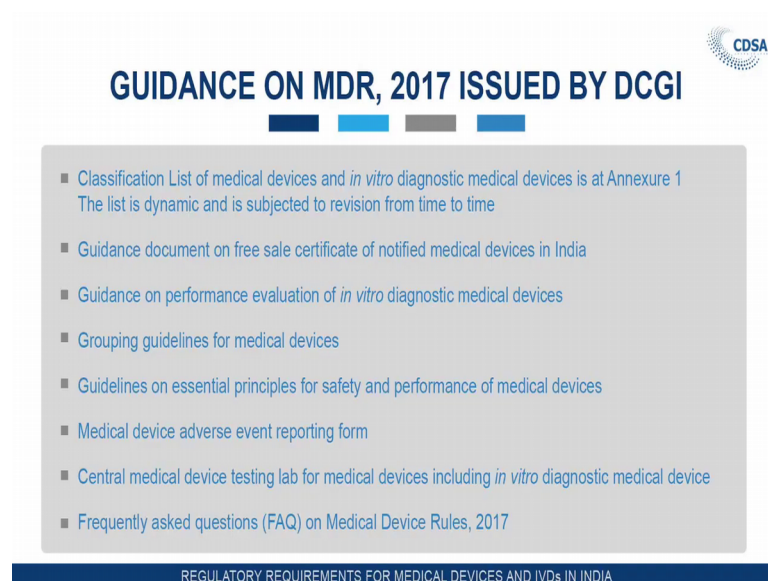 CDSA
GUIDANCE ON MDR, 2017 ISSUED BY DCGI
Classification List of medical devices and in vitro diagnostic medical devices is at Annexure 1
The list is dynamic and is subjected to revision from time to time
Guidance document on free sale certificate of notified medical devices in India
Guidance on performance evaluation of in vitro diagnostic medical devices
Grouping guidelines for medical devices
Guidelines on essential principles for safety and performance of medical devices
Medical device adverse event reporting form
Central medical device testing lab for medical devices including in vitro diagnostic medical device
Frequently asked questions (FAQ) on Medical Device Rules, 2017
REGULATORY REQUIREMENTS FOR MEDICAL DEVICES AND IVDs IN INDIA